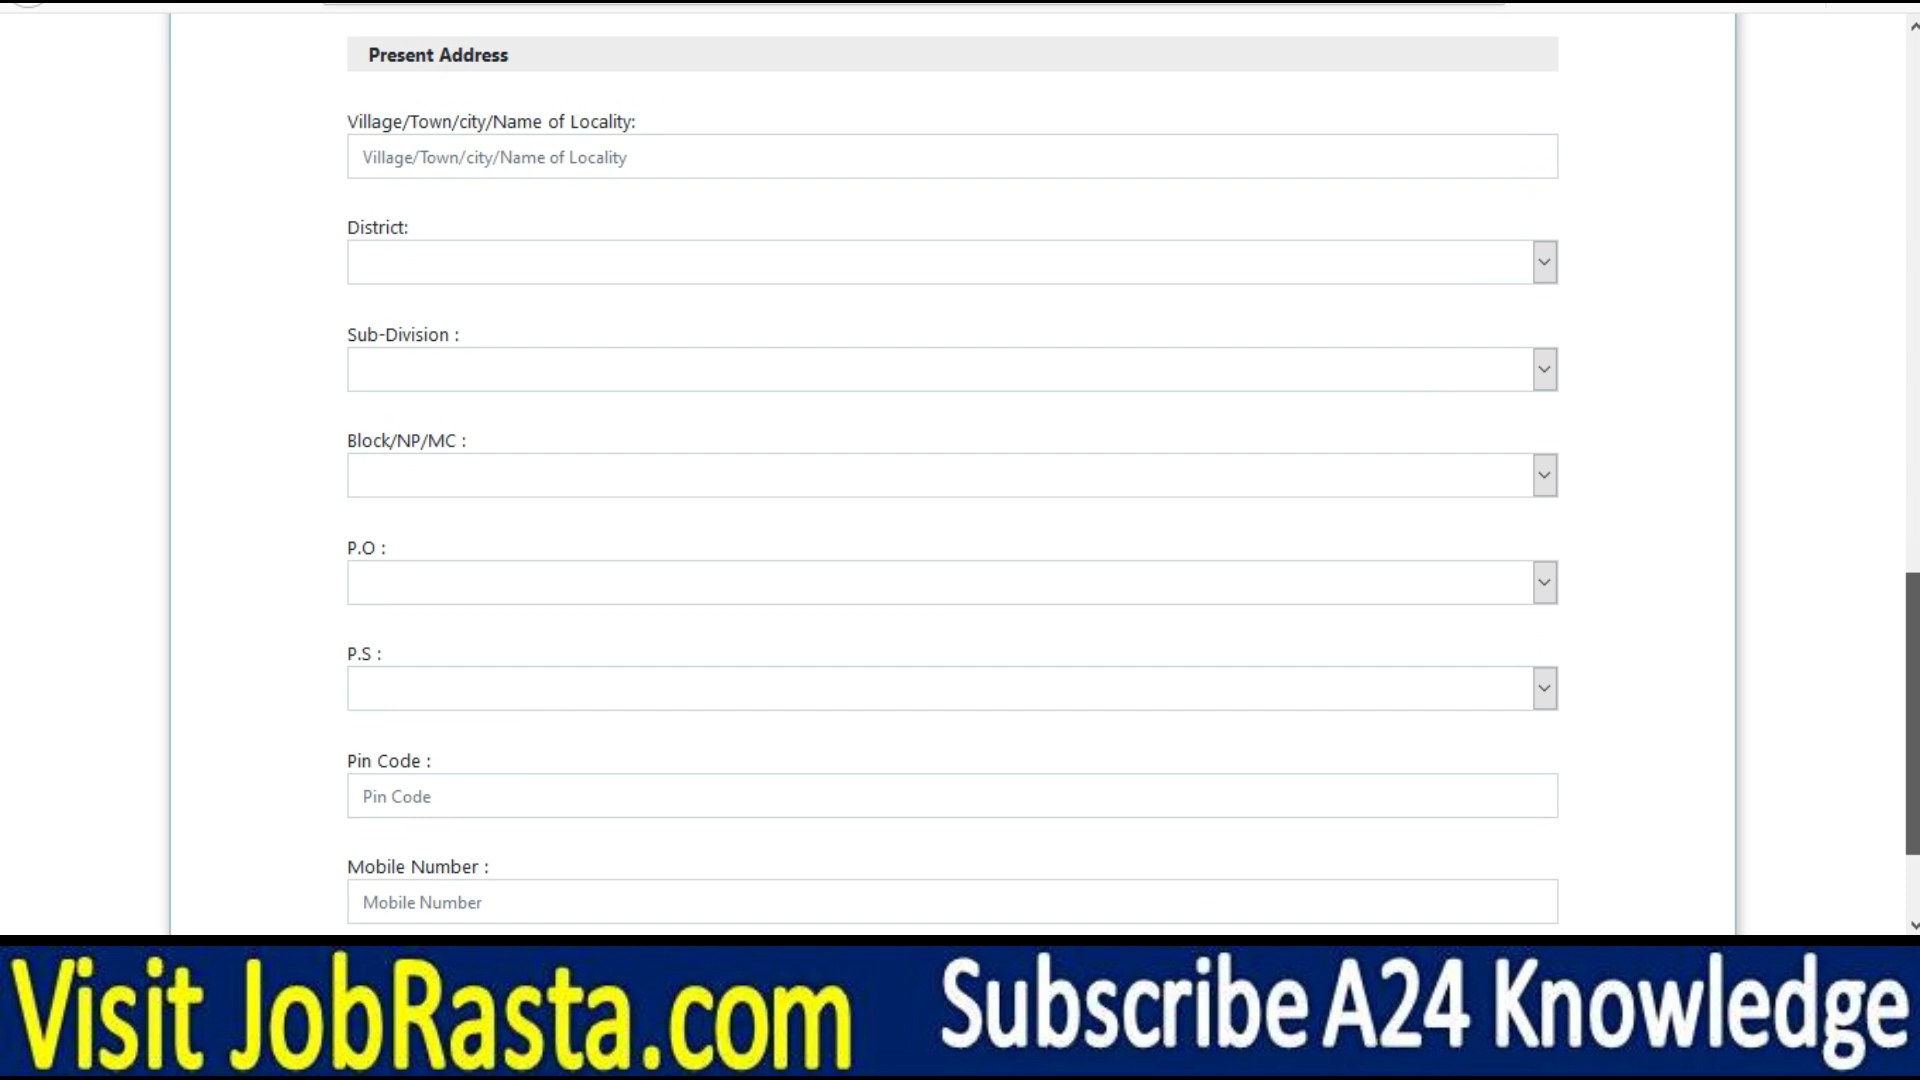 Present Address
Village/Town/city/Name of Locality:
Village/Town/city/Name of Locality
District:
Sub-Division :
Block/NP/MC :
P.O :
P.S :
Pin Code :
Pin Code
Mobile Number :
Mobile Number
Visit JobRasta.com Subscribe A24 Knowledge